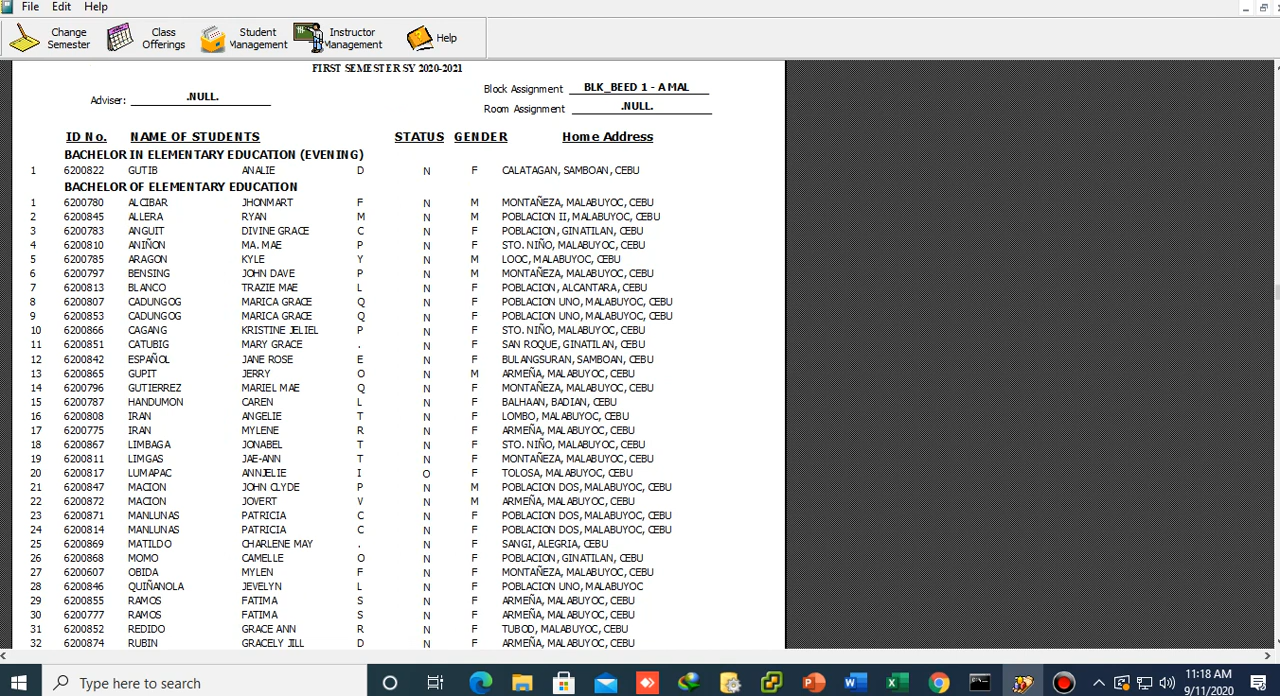 File Edit Help
Change Semester Class Offerings Student Management Instructor Management Help
FIRST SEMESTER SY 2020-2021
Adviser: .NULL. Block Assignment BLK_BEED 1 - A MAL
Room Assignment .NULL.
ID No. NAME OF STUDENTS STATUS GENDER Home Address
BACHELOR IN ELEMENTARY EDUCATION (EVENING)
1 6200822 GUTIB ANALIE D N F CALATAGAN, SAMBOAN, CEBU
BACHELOR OF ELEMENTARY EDUCATION
1 6200780 ALCIBAR JHONMART F N M MONTAÑEZA, MALABUYOC, CEBU
2 6200845 ALLERA RYAN M N M POBLACION II, MALABUYOC, CEBU
3 6200783 ANGUIT DIVINE GRACE C N F POBLACION, GINATILAN, CEBU
4 6200810 ANIÑON MA. MAE P N F STO. NIÑO, MALABUYOC, CEBU
5 6200785 ARAGON KYLE Y N M LOOC, MALABUYOC, CEBU
6 6200797 BENSING JOHN DAVE P N M MONTAÑEZA, MALABUYOC, CEBU
7 6200813 BLANCO TRAZIE MAE L N F POBLACION, ALCANTARA, CEBU
8 6200807 CADUNGOG MARICA GRACE Q N F POBLACION UNO, MALABUYOC, CEBU
9 6200853 CADUNGOG MARICA GRACE Q N F POBLACION UNO, MALABUYOC, CEBU
10 6200866 CAGANG KRISTINE JELIEL P N F STO. NIÑO, MALABUYOC, CEBU
11 6200851 CATUBIG MARY GRACE . N F SAN ROQUE, GINATILAN, CEBU
12 6200842 ESPAÑOL JANE ROSE E N F BULANGSURAN, SAMBOAN, CEBU
13 6200865 GUPIT JERRY O N M ARMEÑA, MALABUYOC, CEBU
14 6200796 GUTIERREZ MARIEL MAE Q N F MONTAÑEZA, MALABUYOC, CEBU
15 6200787 HANDUMON CAREN L N F BALHAAN, BADIAN, CEBU
16 6200808 IRAN ANGELIE T N F LOMBO, MALABUYOC, CEBU
17 6200775 IRAN MYLENE R N F ARMEÑA, MALABUYOC, CEBU
18 6200867 LIMBAGA JONABEL T N F STO. NIÑO, MALABUYOC, CEBU
19 6200811 LIMGAS JAE-ANN T N F MONTAÑEZA, MALABUYOC, CEBU
20 6200817 LUMAPAC ANNJELIE I O F TOLOSA, MALABUYOC, CEBU
21 6200847 MACION JOHN CLYDE P N M POBLACION DOS, MALABUYOC, CEBU
22 6200872 MACION JOVERT V N M ARMEÑA, MALABUYOC, CEBU
23 6200871 MANLUNAS PATRICIA C N F POBLACION DOS, MALABUYOC, CEBU
24 6200814 MANLUNAS PATRICIA C N F POBLACION DOS, MALABUYOC, CEBU
25 6200869 MATILDO CHARLENE MAY . N F SANGI, ALEGRIA, CEBU
26 6200868 MOMO CAMELLE O N F POBLACION, GINATILAN, CEBU
27 6200607 OBIDA MYLEN F N F MONTAÑEZA, MALABUYOC, CEBU
28 6200846 QUIÑANOLA JEVELYN L N F POBLACION UNO, MALABUYOC
29 6200855 RAMOS FATIMA S N F ARMEÑA, MALABUYOC, CEBU
30 6200777 RAMOS FATIMA S N F ARMEÑA, MALABUYOC, CEBU
31 6200852 REDIDO GRACE ANN R N F TUBOD, MALABUYOC, CEBU
32 6200874 RUBIN GRACELY JILL D N F ARMEÑA, MALABUYOC, CEBU
Type here to search
11:18 AM
9/11/2020